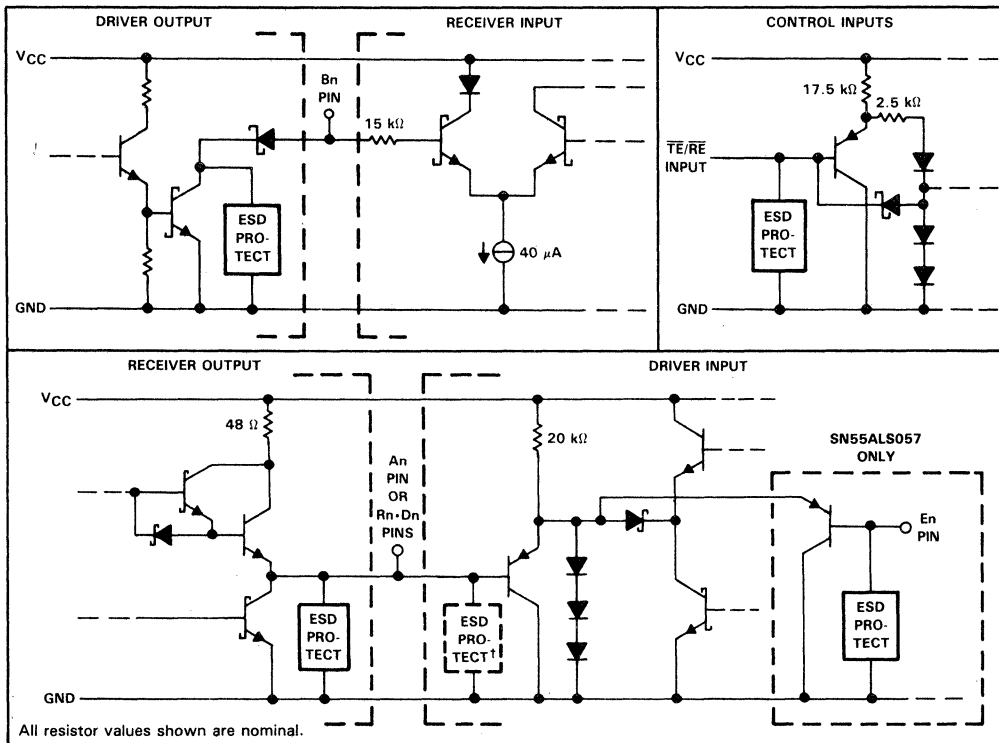 DRIVER OUTPUT
RECEIVER INPUT
VCC
Bn
PIN
15 kΩ
ESD
PRO-
TECT
40 μA
GND
CONTROL INPUTS
VCC
17.5 kΩ
2.5 kΩ
TE/RE
INPUT
ESD
PRO-
TECT
GND
RECEIVER OUTPUT
DRIVER INPUT
VCC
48 Ω
An
PIN
OR
Rn•Dn
PINS
20 kΩ
SN55ALS057
ONLY
En
PIN
ESD
PRO-
TECT
ESD
PRO-
TECT†
ESD
PRO-
TECT
GND
All resistor values shown are nominal.